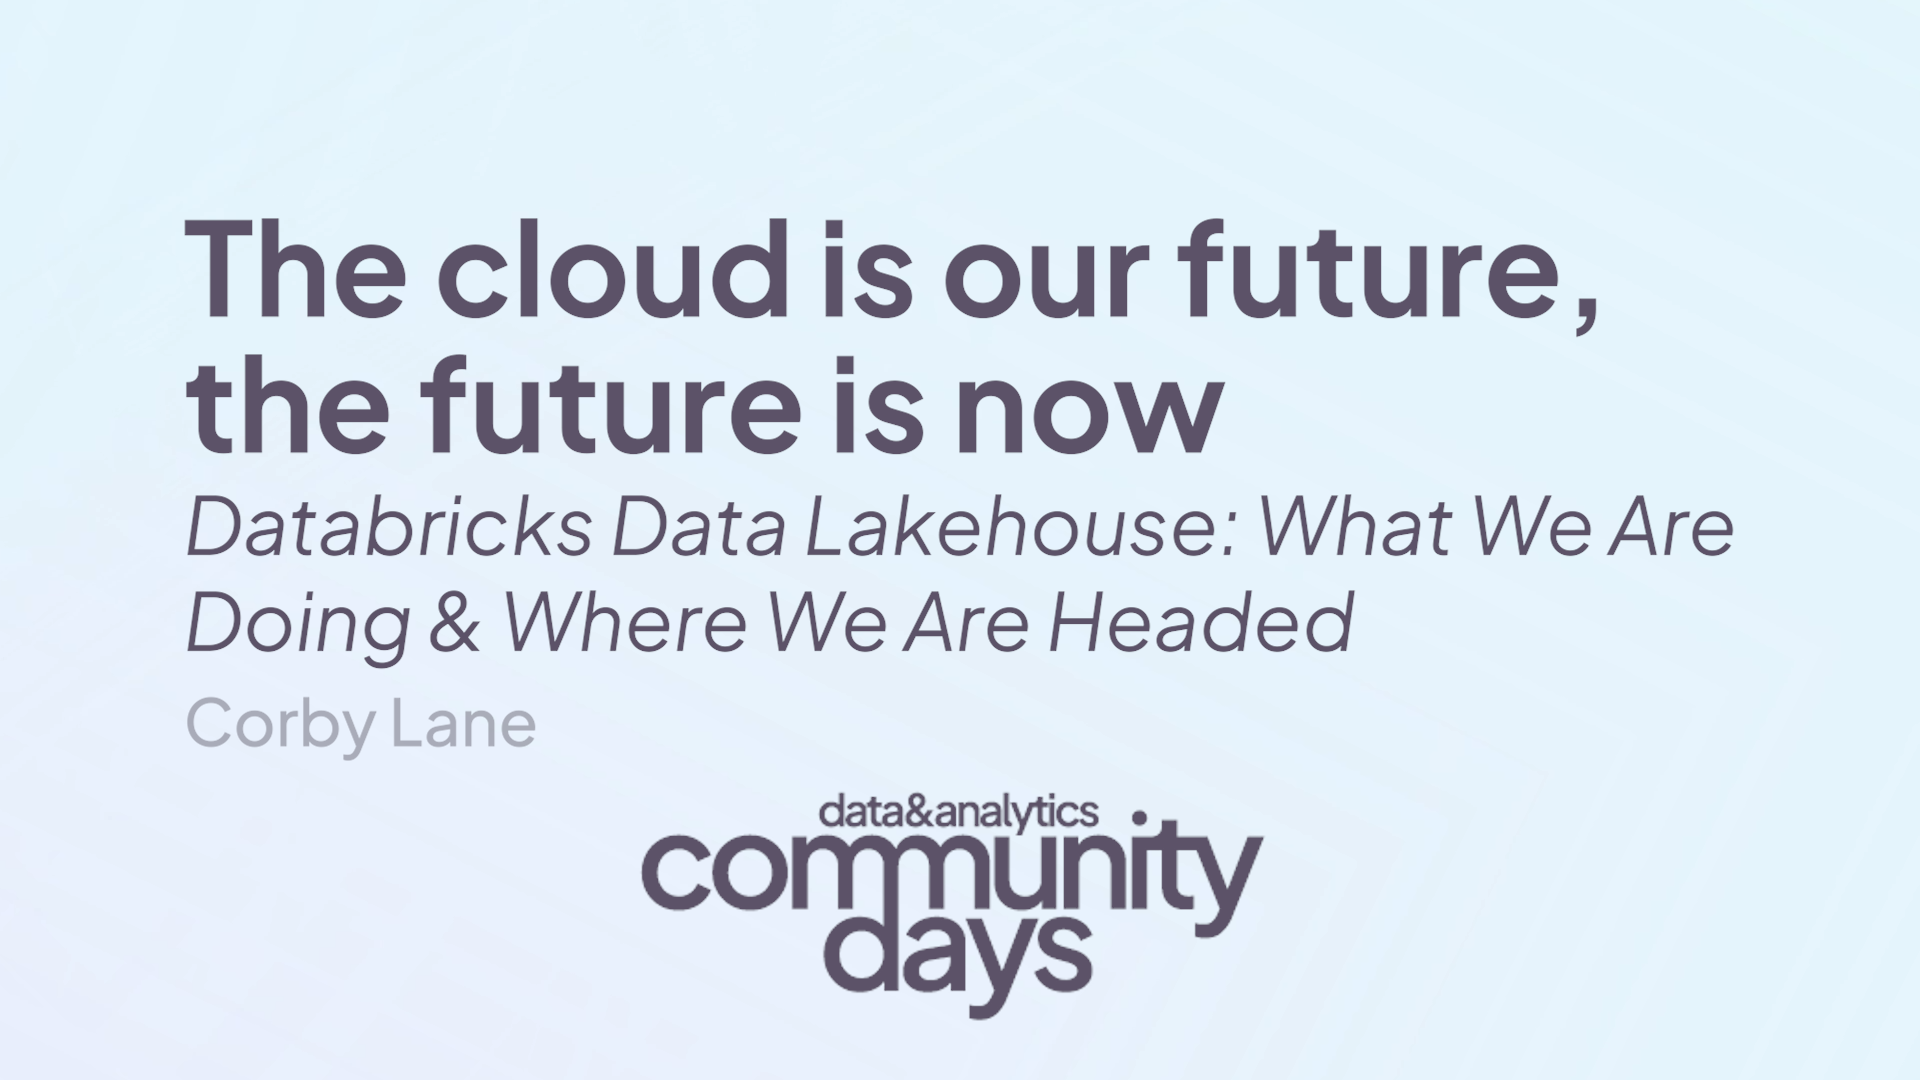 The cloud is our future,
the future is now
Databricks Data Lakehouse: What We Are
Doing & Where We Are Headed
Corby Lane
data&analytics
community
days